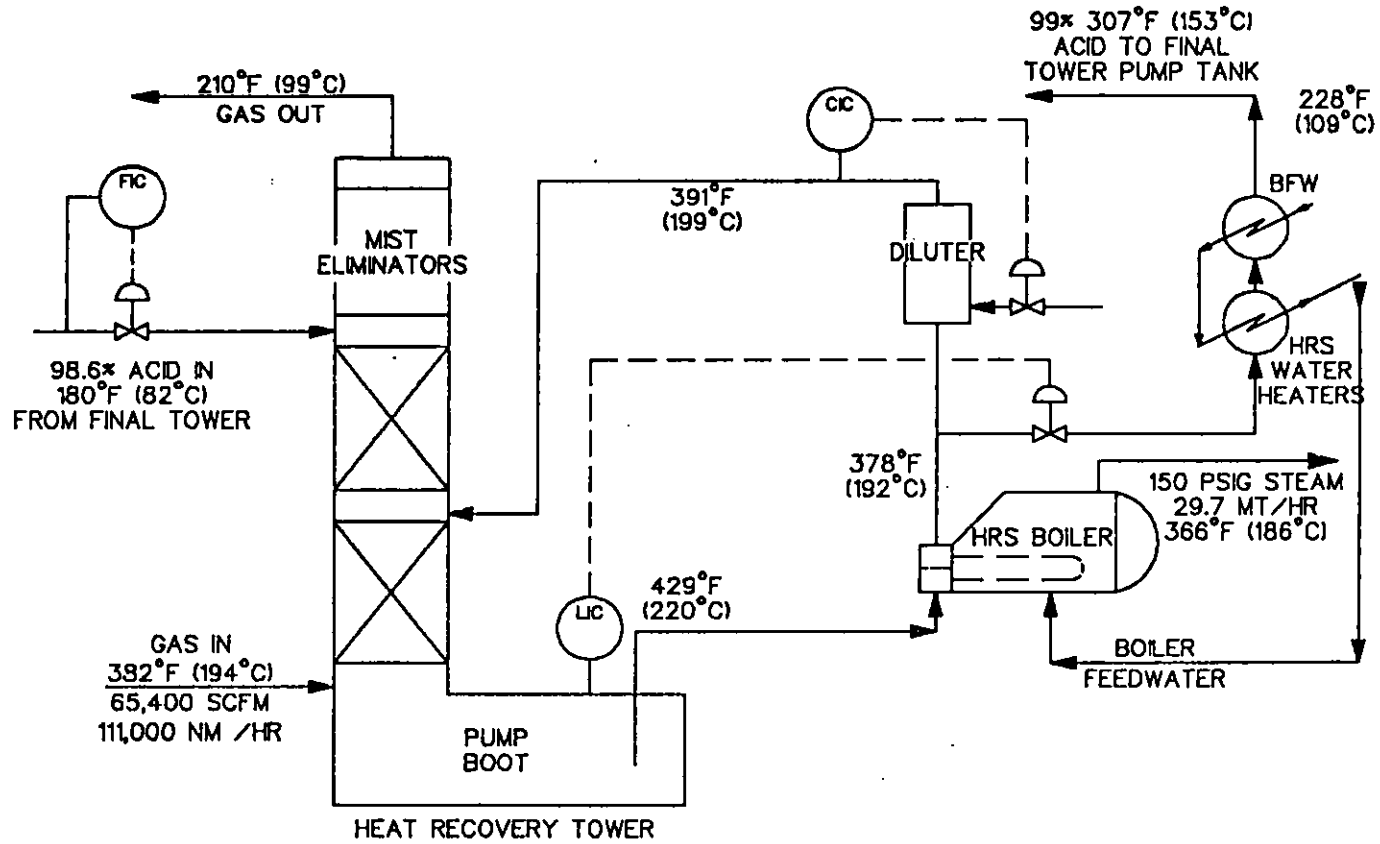 210°F (99°C)
GAS OUT
FIC
98.6% ACID IN
180°F (82°C)
FROM FINAL TOWER
MIST
ELIMINATORS
GAS IN
382°F (194°C)
65,400 SCFM
111,000 NM /HR
PUMP
BOOT
HEAT RECOVERY TOWER
LIC
429°F
(220°C)
391°F
(199°C)
CIC
DILUTER
378°F
(192°C)
HRS BOILER
150 PSIG STEAM
29.7 MT/HR
366°F (186°C)
BOILER
FEEDWATER
99% 307°F (153°C)
ACID TO FINAL
TOWER PUMP TANK
228°F
(109°C)
BFW
HRS
WATER
HEATERS